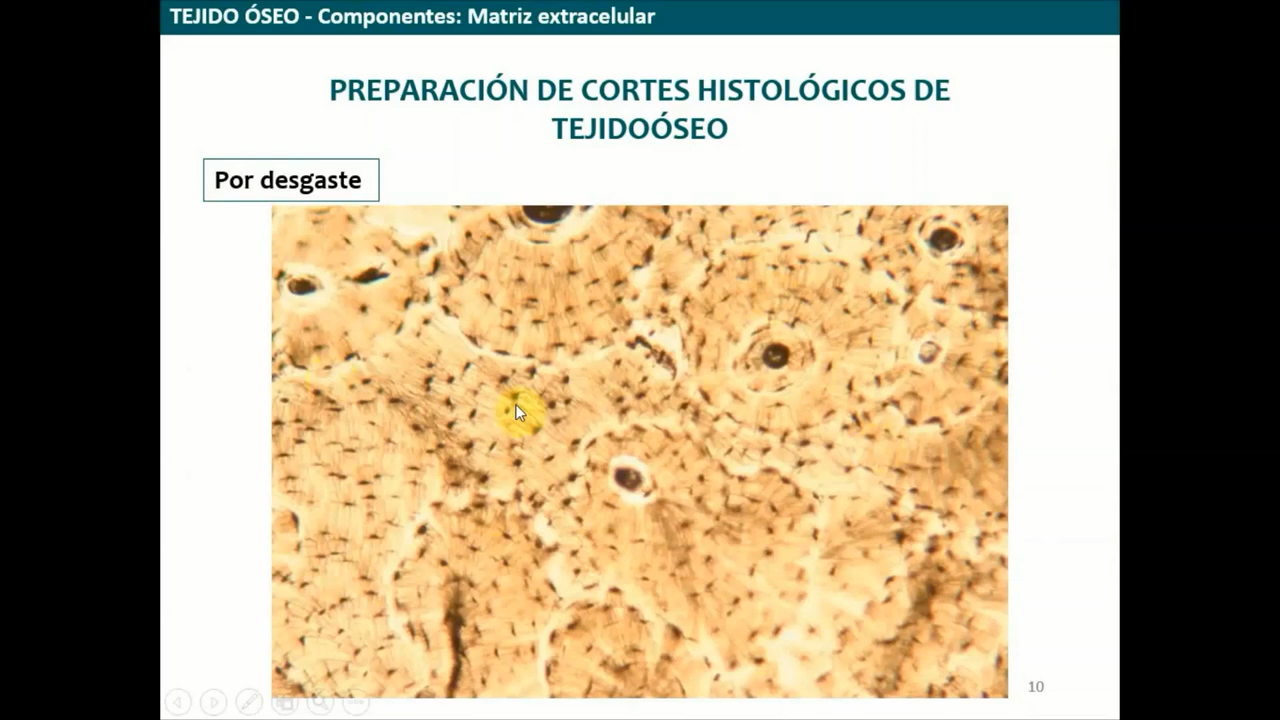 TEJIDO ÓSEO - Componentes: Matriz extracelular
PREPARACIÓN DE CORTES HISTOLÓGICOS DE
TEJIDOÓSEO
Por desgaste
10